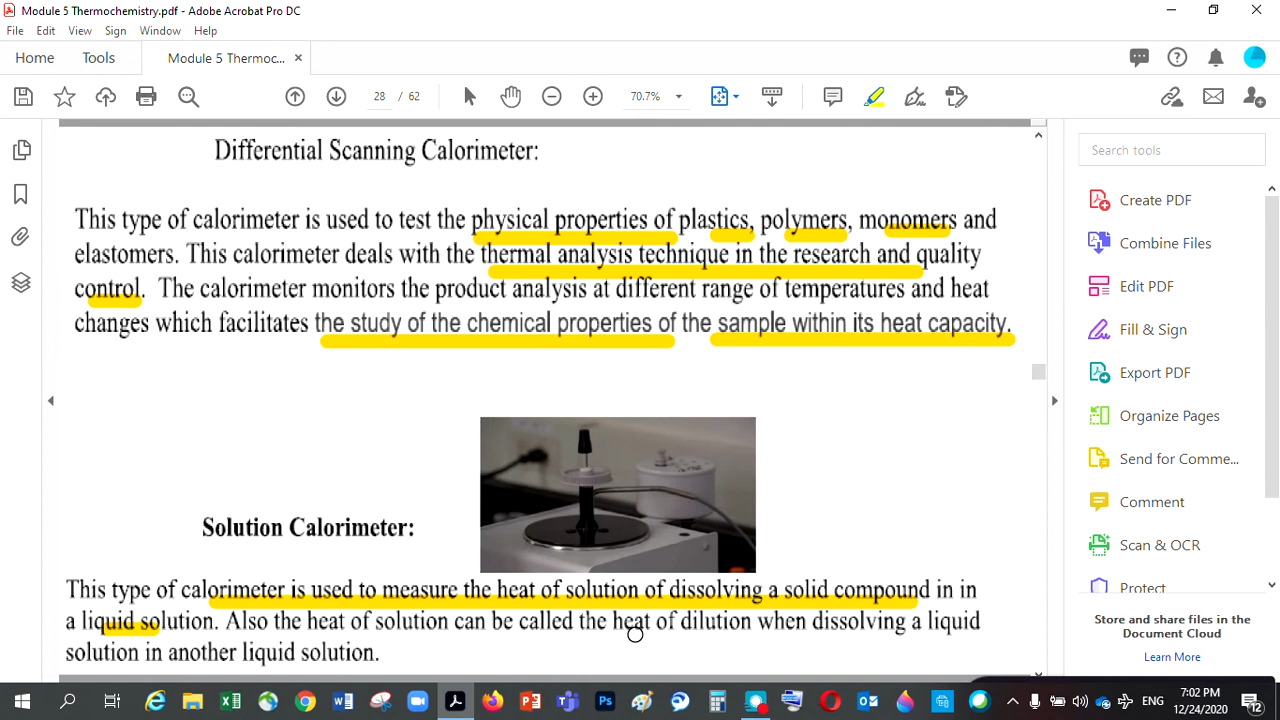 Module 5 Thermochemistry.pdf - Adobe Acrobat Pro DC
File Edit View Sign Window Help
Home Tools Module 5 Thermoc... ×
28 / 62 70.7%
Differential Scanning Calorimeter:
This type of calorimeter is used to test the physical properties of plastics, polymers, monomers and
elastomers. This calorimeter deals with the thermal analysis technique in the research and quality
control. The calorimeter monitors the product analysis at different range of temperatures and heat
changes which facilitates the study of the chemical properties of the sample within its heat capacity.
Solution Calorimeter:
This type of calorimeter is used to measure the heat of solution of dissolving a solid compound in in
a liquid solution. Also the heat of solution can be called the heat of dilution when dissolving a liquid
solution in another liquid solution.
Search tools
Create PDF
Combine Files
Edit PDF
Fill & Sign
Export PDF
Organize Pages
Send for Comme...
Comment
Scan & OCR
Protect
Store and share files in the
Document Cloud
Learn More
ENG
7:02 PM
12/24/2020
12